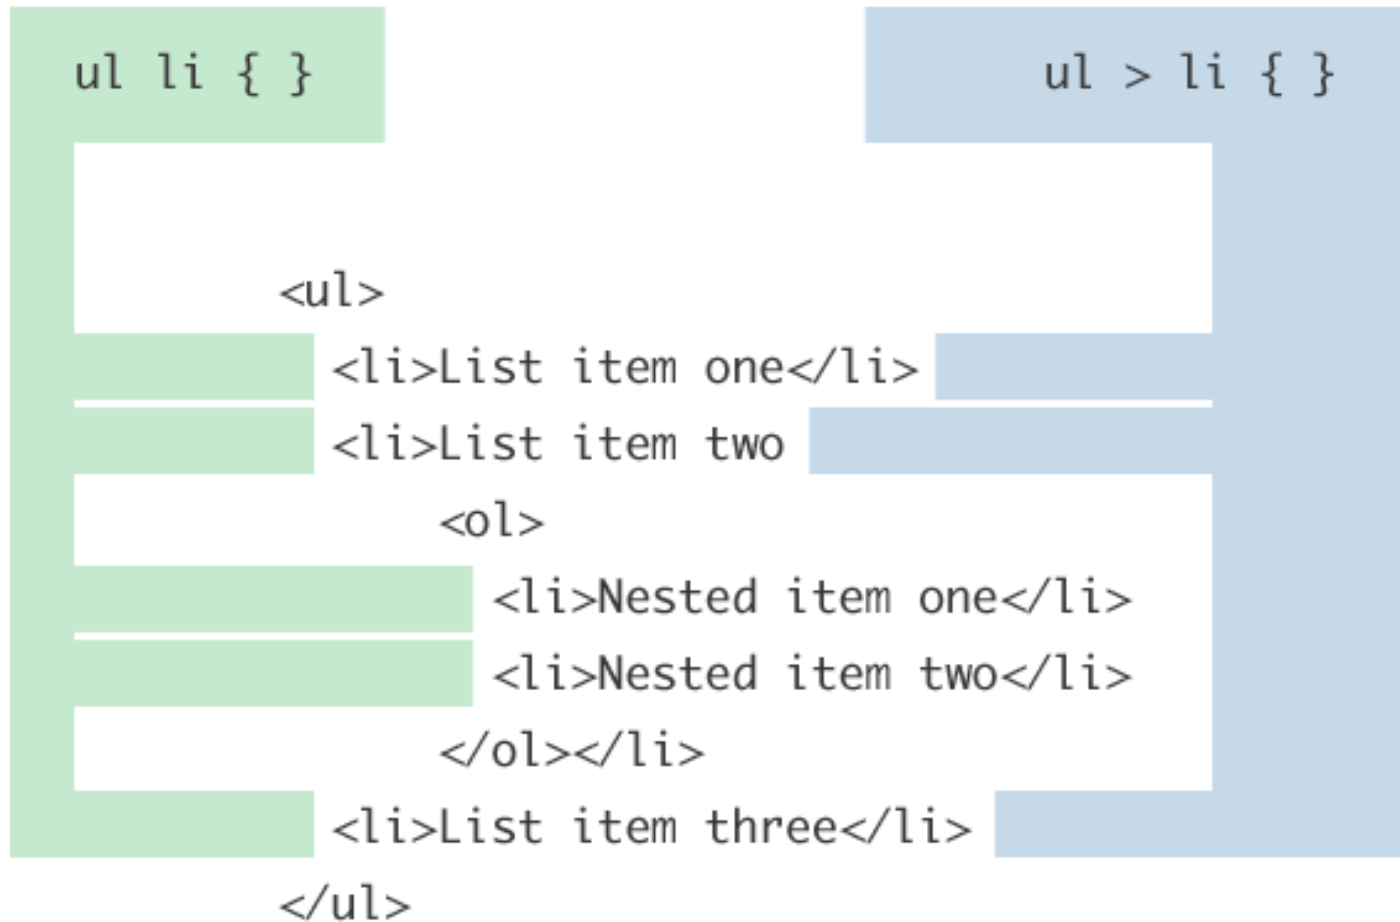 ul li { }
ul > li { }
<ul>
<li>List item one</li>
<li>List item two
<ol>
<li>Nested item one</li>
<li>Nested item two</li>
</ol></li>
<li>List item three</li>
</ul>